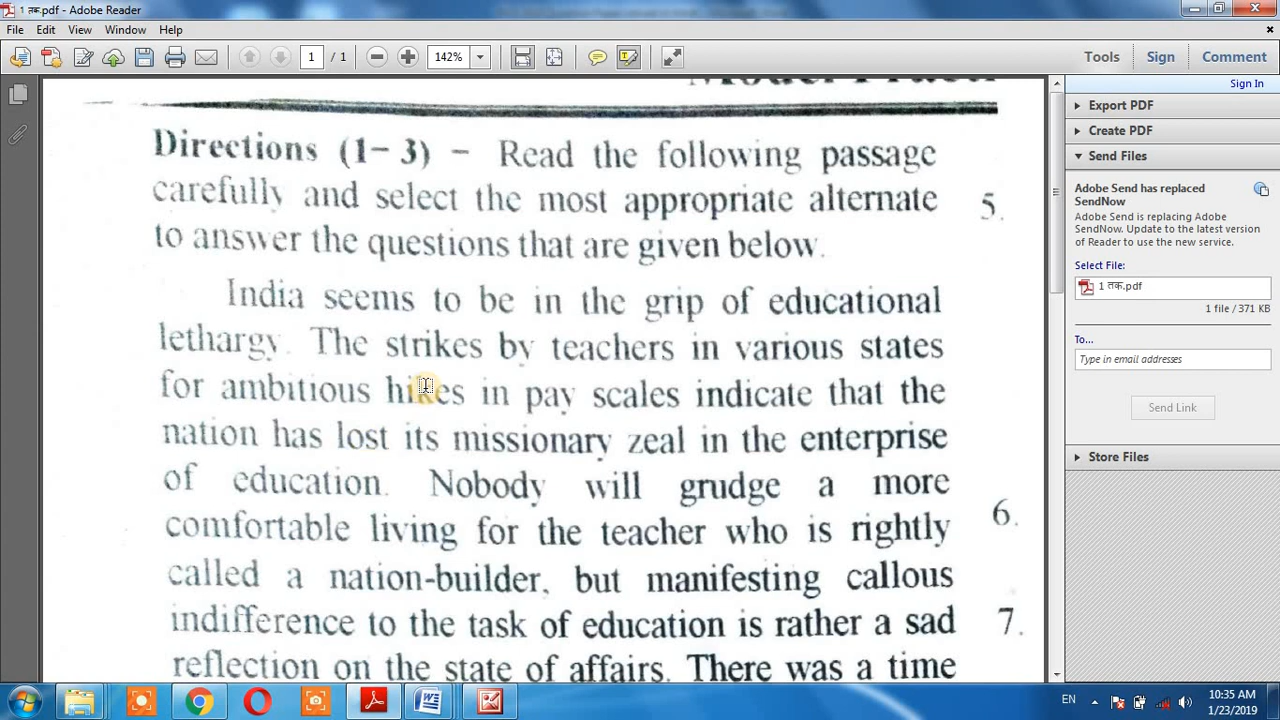 1 तक.pdf - Adobe Reader
File Edit View Window Help
1 / 1 142% Tools Sign Comment
Sign In
Export PDF
Create PDF
Send Files
Adobe Send has replaced
SendNow
Adobe Send is replacing Adobe
SendNow. Update to the latest version
of Reader to use the new service.
Select File:
1 तक.pdf
1 file / 371 KB
To...
Type in email addresses
Send Link
Store Files
Directions (1- 3) - Read the following passage
carefully and select the most appropriate alternate
to answer the questions that are given below.
India seems to be in the grip of educational
lethargy. The strikes by teachers in various states
for ambitious hikes in pay scales indicate that the
nation has lost its missionary zeal in the enterprise
of education. Nobody will grudge a more
comfortable living for the teacher who is rightly
called a nation-builder, but manifesting callous
indifference to the task of education is rather a sad
reflection on the state of affairs. There was a time
5.
6.
7.
EN 10:35 AM
1/23/2019